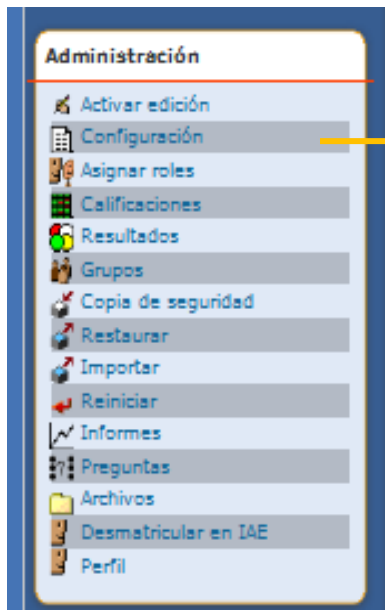 Administración
Activar edición
Configuración
Asignar roles
Calificaciones
Resultados
Grupos
Copia de seguridad
Restaurar
Importar
Reiniciar
Informes
Preguntas
Archivos
Desmatricular en IAE
Perfil